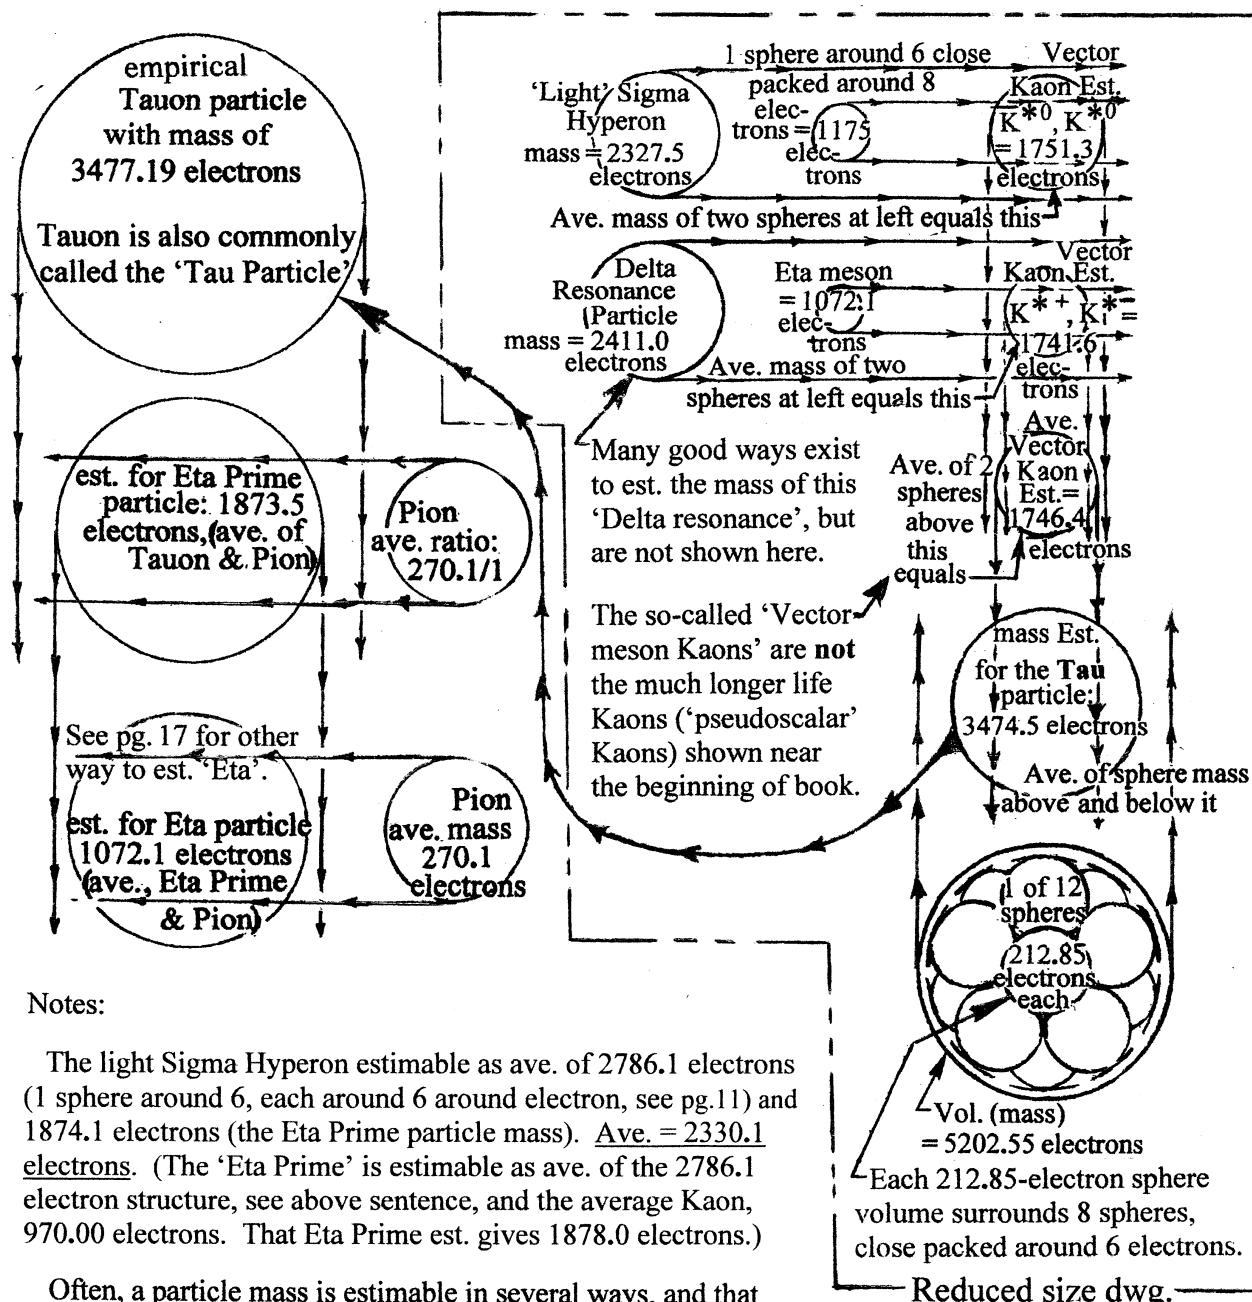 empirical
Tauon particle
with mass of
3477.19 electrons
Tauon is also commonly
called the ‘Tau Particle’
est. for Eta Prime
particle: 1873.5
electrons, (ave. of
Tauon & Pion)
Pion
ave. ratio:
270.1/1
See pg. 17 for other
way to est. ‘Eta’.
est. for Eta particle
1072.1 electrons
(ave., Eta Prime
& Pion)
Pion
ave. mass
270.1
electrons
‘Light’ Sigma
Hyperon
mass = 2327.5
electrons
1 sphere around 6 close
packed around 8
elec-
trons = 1175
elec-
trons
Vector
Kaon Est.
K*0, K*0
= 1751.3
electrons
Ave. mass of two spheres at left equals this
Delta
Resonance
(Particle
mass = 2411.0
electrons
Eta meson
= 1072.1
elec-
trons
Vector
Kaon Est.
K*+, K*- =
1741.6
elec-
trons
Ave. mass of two
spheres at left equals this
Many good ways exist
to est. the mass of this
‘Delta resonance’, but
are not shown here.
Ave. of 2
spheres
above
this
equals
Ave.
Vector
Kaon
Est.=
1746.4
electrons
The so-called ‘Vector
meson Kaons’ are not
the much longer life
Kaons (‘pseudoscalar’
Kaons) shown near
the beginning of book.
mass Est.
for the Tau
particle:
3474.5 electrons
Ave. of sphere mass
above and below it
1 of 12
spheres
212.85
electrons
each
Vol. (mass)
= 5202.55 electrons
Each 212.85-electron sphere
volume surrounds 8 spheres,
close packed around 6 electrons.
Reduced size dwg.
Notes:
The light Sigma Hyperon estimable as ave. of 2786.1 electrons
(1 sphere around 6, each around 6 around electron, see pg.11) and
1874.1 electrons (the Eta Prime particle mass). Ave. = 2330.1
electrons. (The ‘Eta Prime’ is estimable as ave. of the 2786.1
electron structure, see above sentence, and the average Kaon,
970.00 electrons. That Eta Prime est. gives 1878.0 electrons.)
Often, a particle mass is estimable in several ways, and that